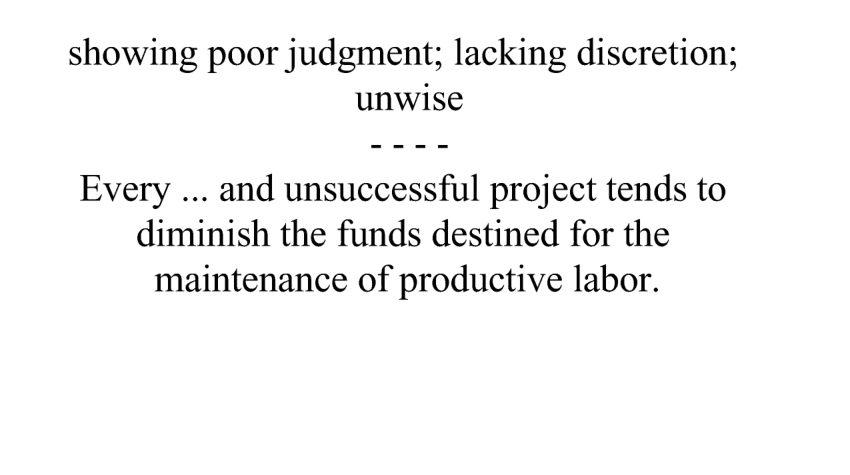 showing poor judgment; lacking discretion;
unwise
- - - -
Every ... and unsuccessful project tends to
diminish the funds destined for the
maintenance of productive labor.